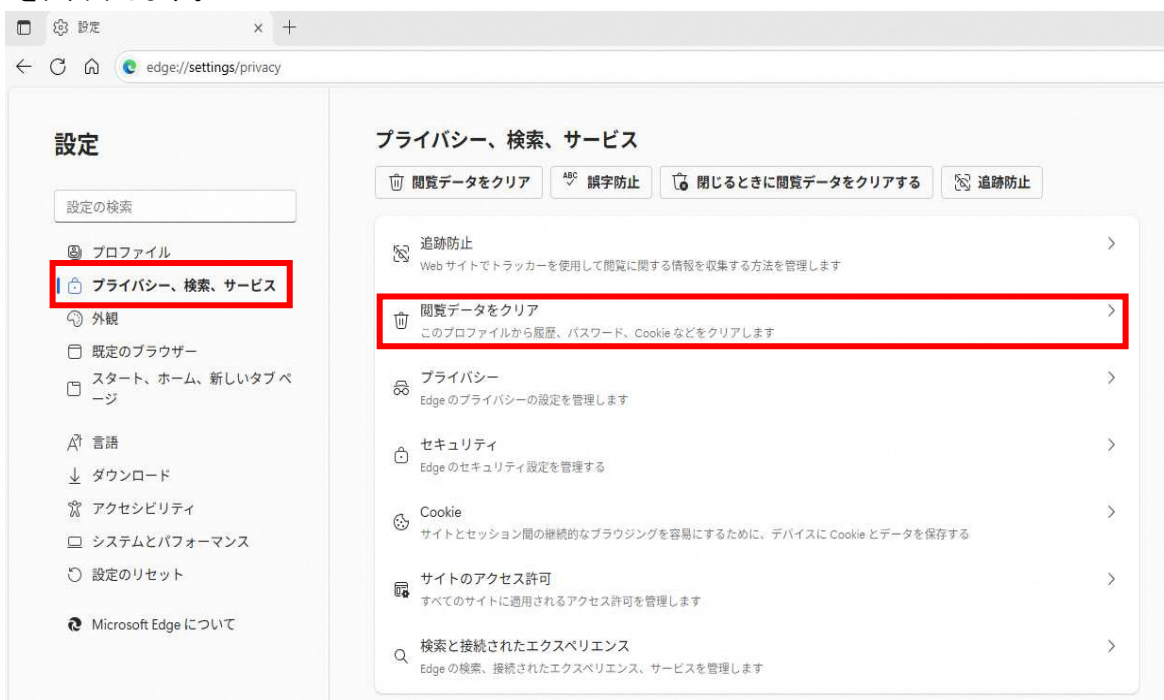 設定
edge://settings/privacy
設定
設定の検索
プロファイル
プライバシー、検索、サービス
外観
既定のブラウザー
スタート、ホーム、新しいタブ ペ
ージ
言語
ダウンロード
アクセシビリティ
システムとパフォーマンス
設定のリセット
Microsoft Edge について
プライバシー、検索、サービス
閲覧データをクリア ABC 誤字防止 閉じるときに閲覧データをクリアする 追跡防止
追跡防止
Web サイトでトラッカーを使用して閲覧に関する情報を収集する方法を管理します
閲覧データをクリア
このプロファイルから履歴、パスワード、Cookie などをクリアします
プライバシー
Edge のプライバシーの設定を管理します
セキュリティ
Edge のセキュリティ設定を管理する
Cookie
サイトとセッション間の継続的なブラウジングを容易にするために、デバイスに Cookie とデータを保存する
サイトのアクセス許可
すべてのサイトに適用されるアクセス許可を管理します
検索と接続されたエクスペリエンス
Edge の検索、接続されたエクスペリエンス、サービスを管理します